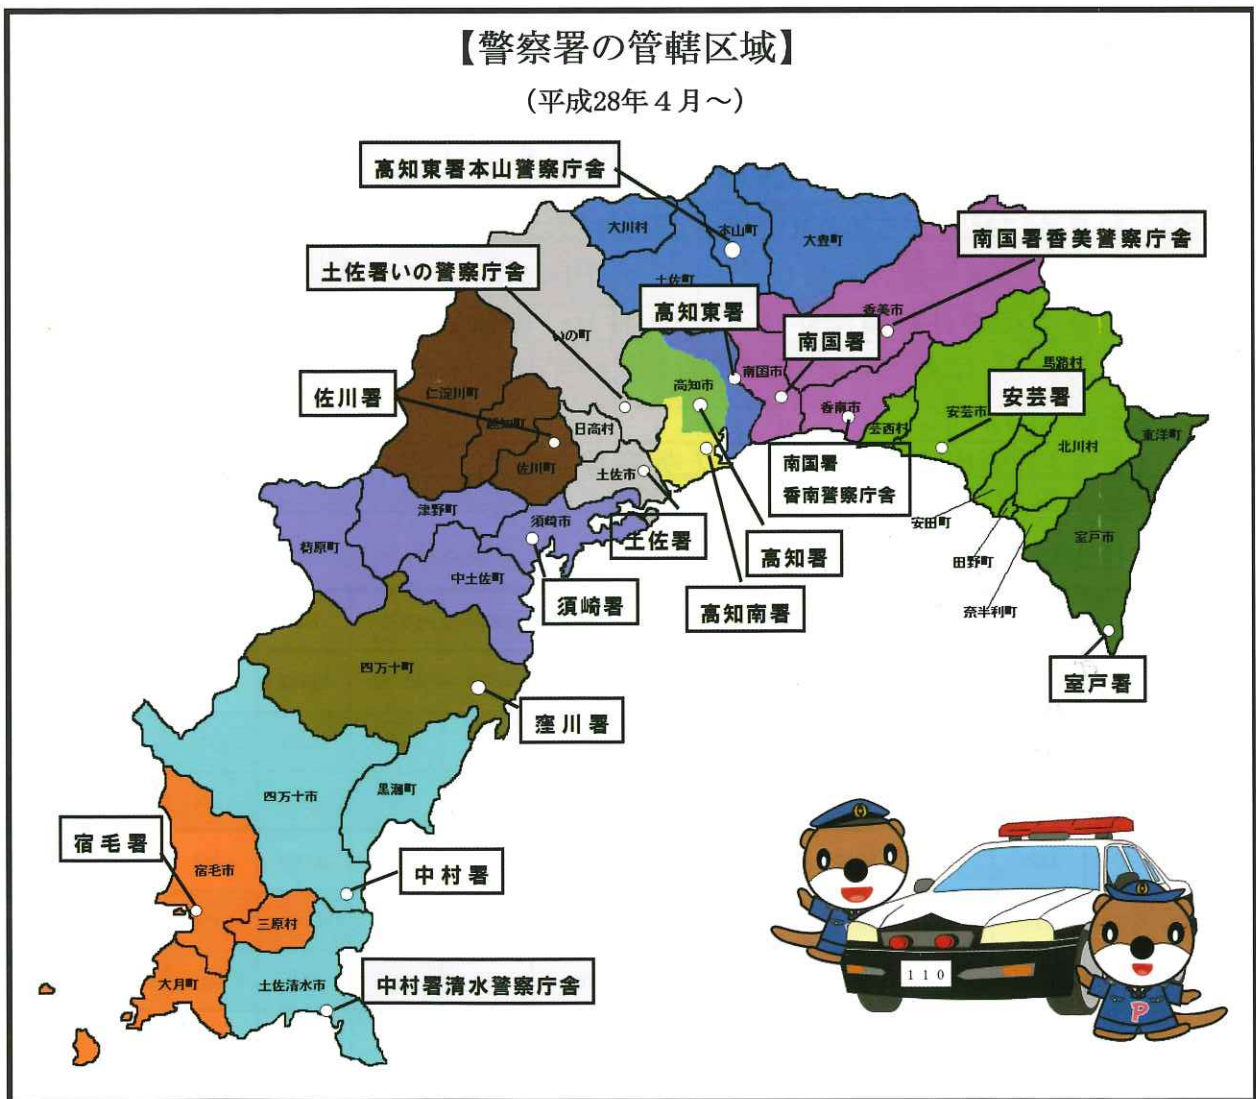 【警察署の管轄区域】
（平成28年４月～）
高知東署本山警察庁舎
大川村
本山町
大豊町
南国署香美警察庁舎
土佐署いの警察庁舎
土佐町
高知東署
香美市
南国署
いの町
馬路村
佐川署
仁淀川町
高知市
南国市
安芸署
越知町
日高村
香南市
芸西村
安芸市
北川村
東洋町
佐川町
土佐市
南国署
香南警察庁舎
津野町
須崎市
安田町
土佐署
檮原町
高知署
田野町
室戸市
中土佐町
須崎署
高知南署
奈半利町
四万十町
室戸署
窪川署
四万十市
黒潮町
宿毛署
宿毛市
中村署
三原村
大月町
土佐清水市
中村署清水警察庁舎
１１０
P